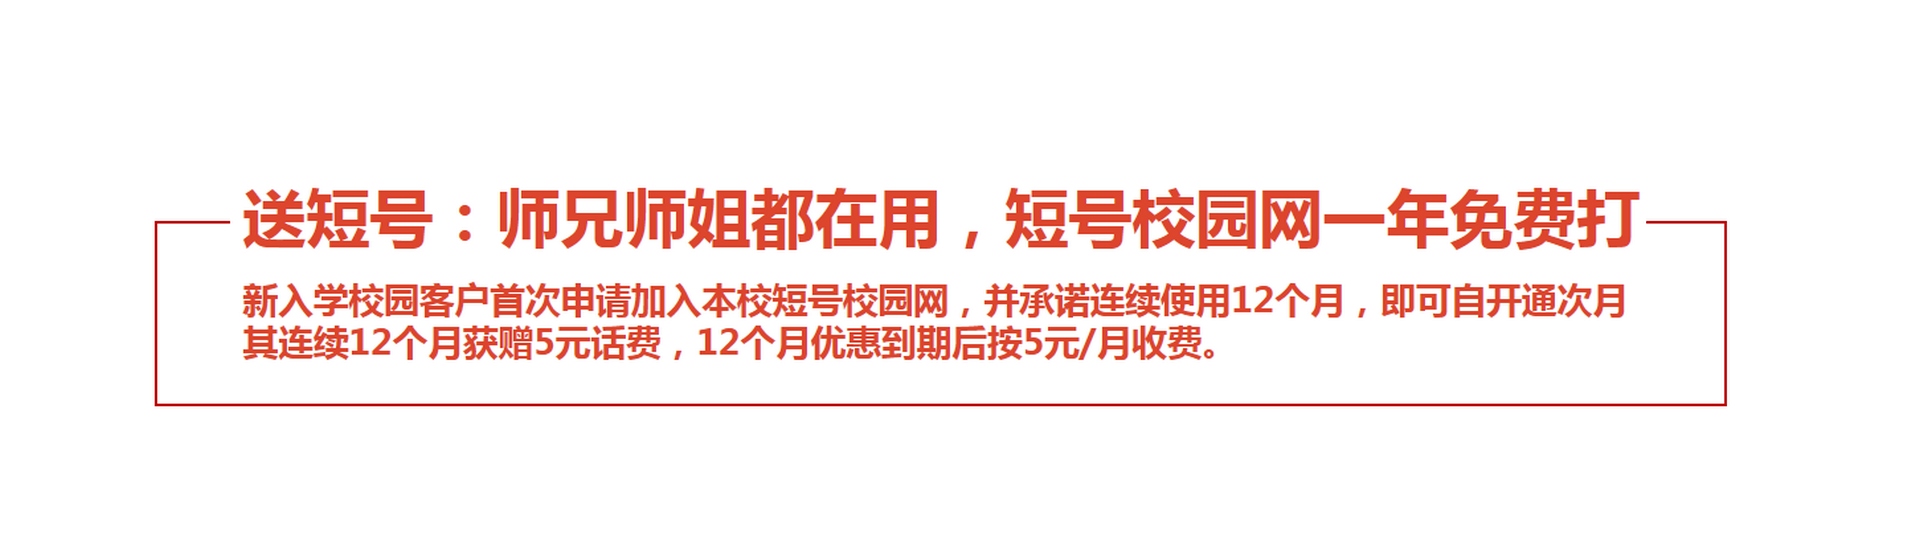 送短号：师兄师姐都在用，短号校园网一年免费打
新入学校园客户首次申请加入本校短号校园网，并承诺连续使用12个月，即可自开通次月
其连续12个月获赠5元话费，12个月优惠到期后按5元/月收费。